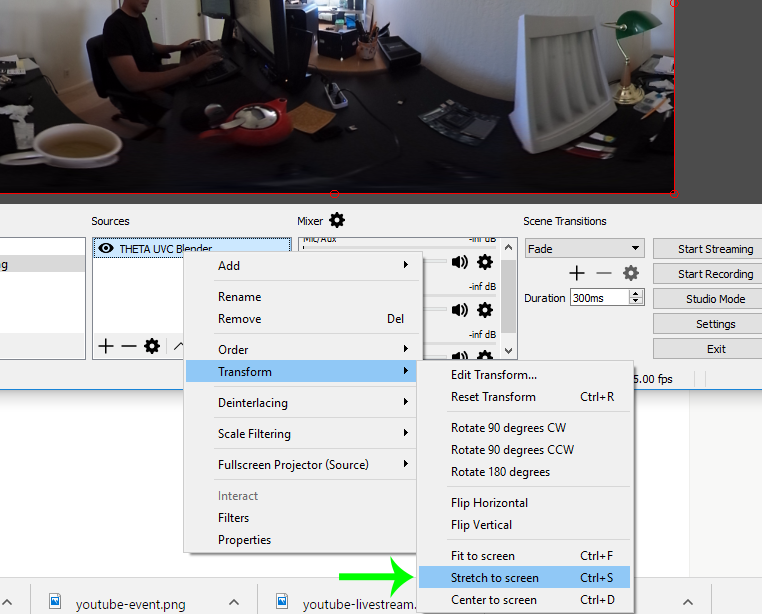 Sources
Mixer
Scene Transitions
g
THETA UVC Blender
Mic/Aux
-inf dB
Fade
Start Streaming
Add
Start Recording
-inf dB
Rename
Duration
300ms
Studio Mode
Remove Del
Settings
-inf dB
Order
Exit
Transform
Edit Transform...
5.00 fps
Reset Transform Ctrl+R
Deinterlacing
Rotate 90 degrees CW
Scale Filtering
Rotate 90 degrees CCW
Fullscreen Projector (Source)
Rotate 180 degrees
Interact
Flip Horizontal
Filters
Flip Vertical
Properties
Fit to screen Ctrl+F
Stretch to screen Ctrl+S
Center to screen Ctrl+D
youtube-event.png
youtube-livestream.